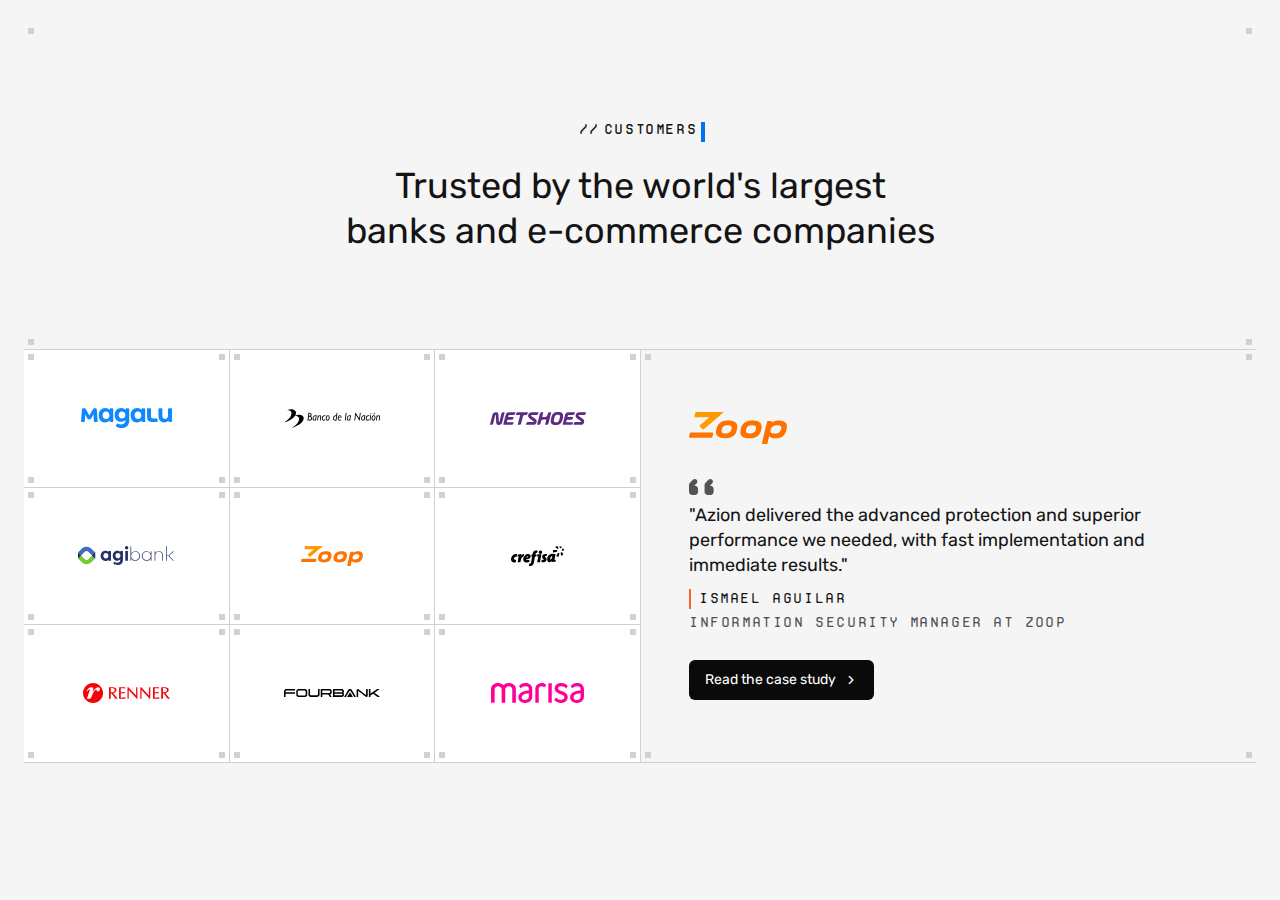 // CUSTOMERS
Trusted by the world's largest
banks and e-commerce companies
Magalu
Banco de la Nación
NETSHOES
agibank
Zoop
crefisa
RENNER
FOURBANK
marisa
Zoop
"Azion delivered the advanced protection and superior
performance we needed, with fast implementation and
immediate results."
ISMAEL AGUILAR
INFORMATION SECURITY MANAGER AT ZOOP
Read the case study